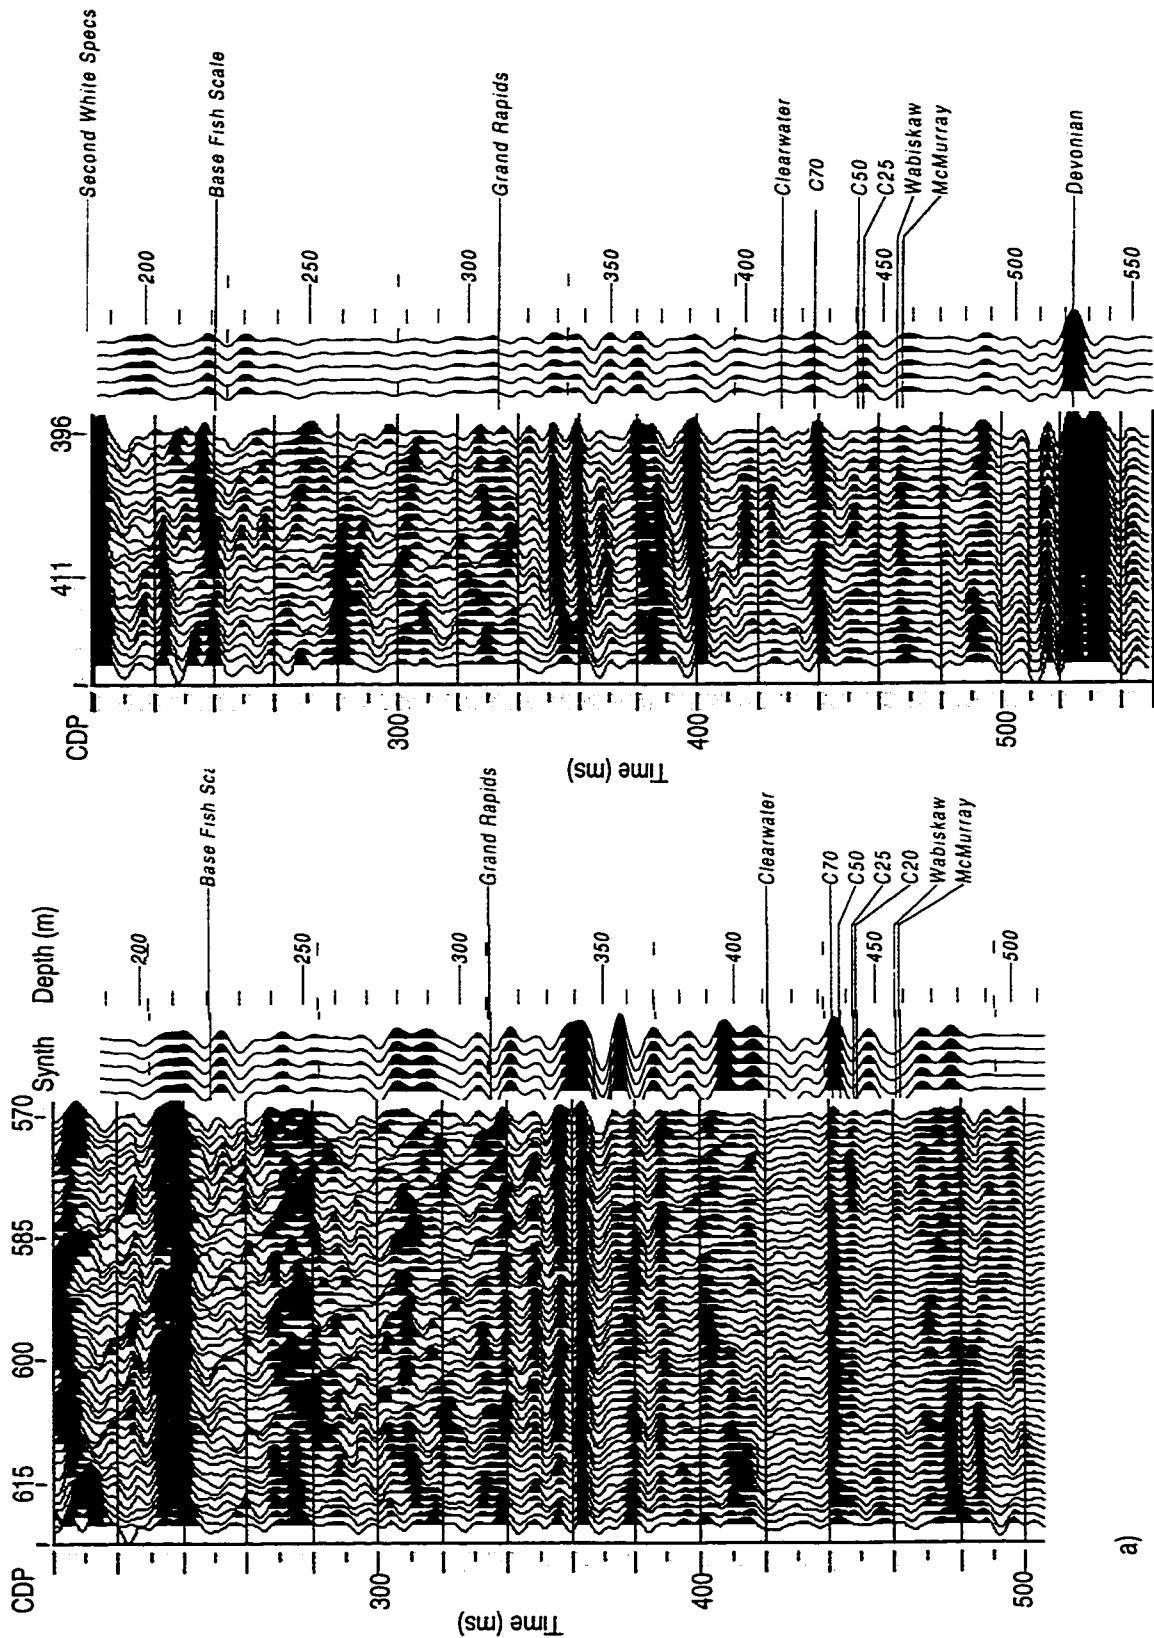 CDP
396
411
300
400
500
Time (ms)
200
250
300
350
400
450
500
550
Second White Specs
Base Fish Scale
Grand Rapids
Clearwater
C70
C50
C25
Wabiskaw
McMurray
Devonian
CDP
570
585
600
615
Synth
Depth (m)
300
400
500
Time (ms)
200
250
300
350
400
450
500
Base Fish Sca
Grand Rapids
Clearwater
C70
C50
C25
C20
Wabiskaw
McMurray
a)